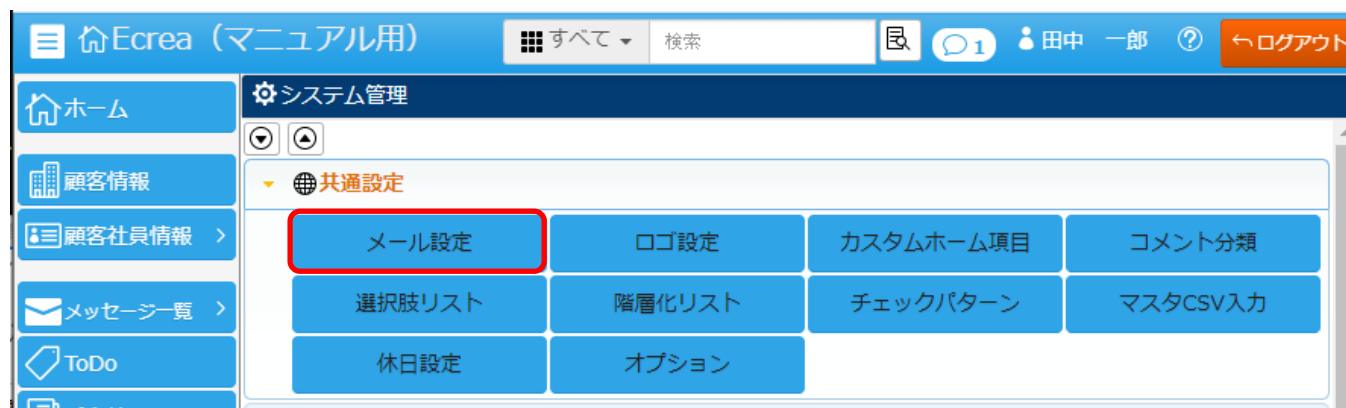 Ecrea（マニュアル用） すべて 検索 1 田中 一郎 ログアウト
ホーム
システム管理
顧客情報
共通設定
顧客社員情報
メール設定 ロゴ設定 カスタムホーム項目 コメント分類
メッセージ一覧
選択肢リスト 階層化リスト チェックパターン マスタCSV入力
ToDo
休日設定 オプション